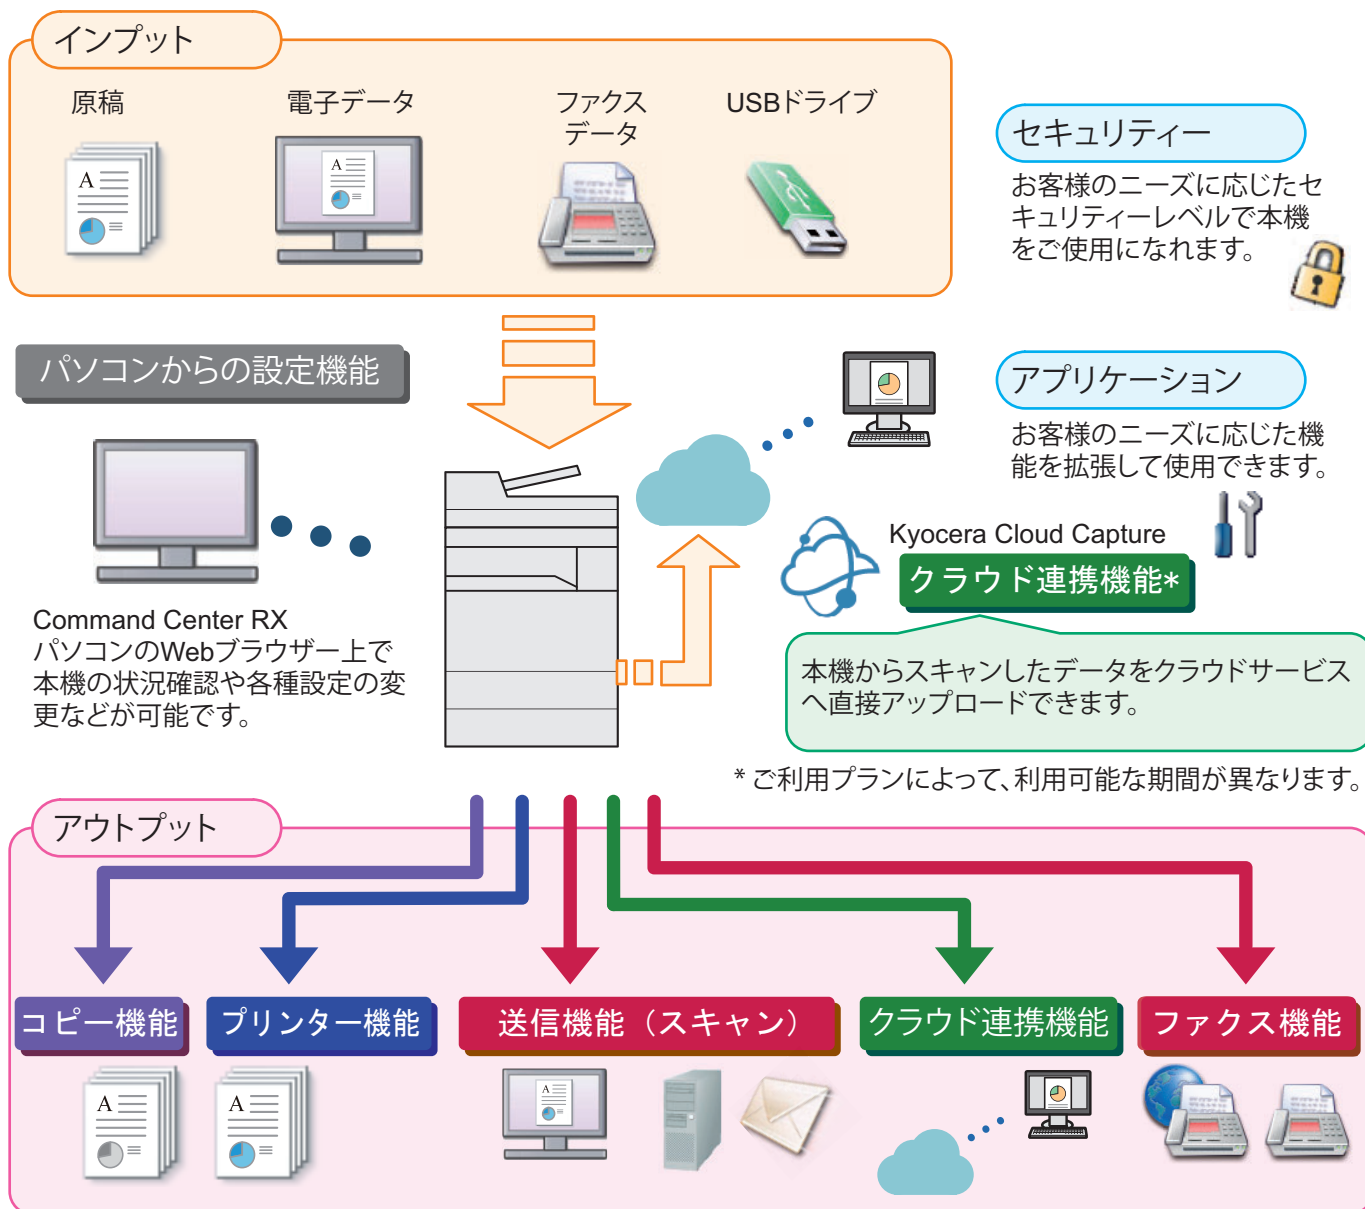 インプット
原稿
電子データ
ファクス
データ
USBドライブ
セキュリティー
お客様のニーズに応じたセ
キュリティーレベルで本機
をご使用になれます。
パソコンからの設定機能
アプリケーション
お客様のニーズに応じた機
能を拡張して使用できます。
Kyocera Cloud Capture
クラウド連携機能*
Command Center RX
パソコンのWebブラウザー上で
本機の状況確認や各種設定の変
更などが可能です。
本機からスキャンしたデータをクラウドサービス
へ直接アップロードできます。
* ご利用プランによって、利用可能な期間が異なります。
アウトプット
コピー機能
プリンター機能
送信機能（スキャン）
クラウド連携機能
ファクス機能
A
A
A
A
A